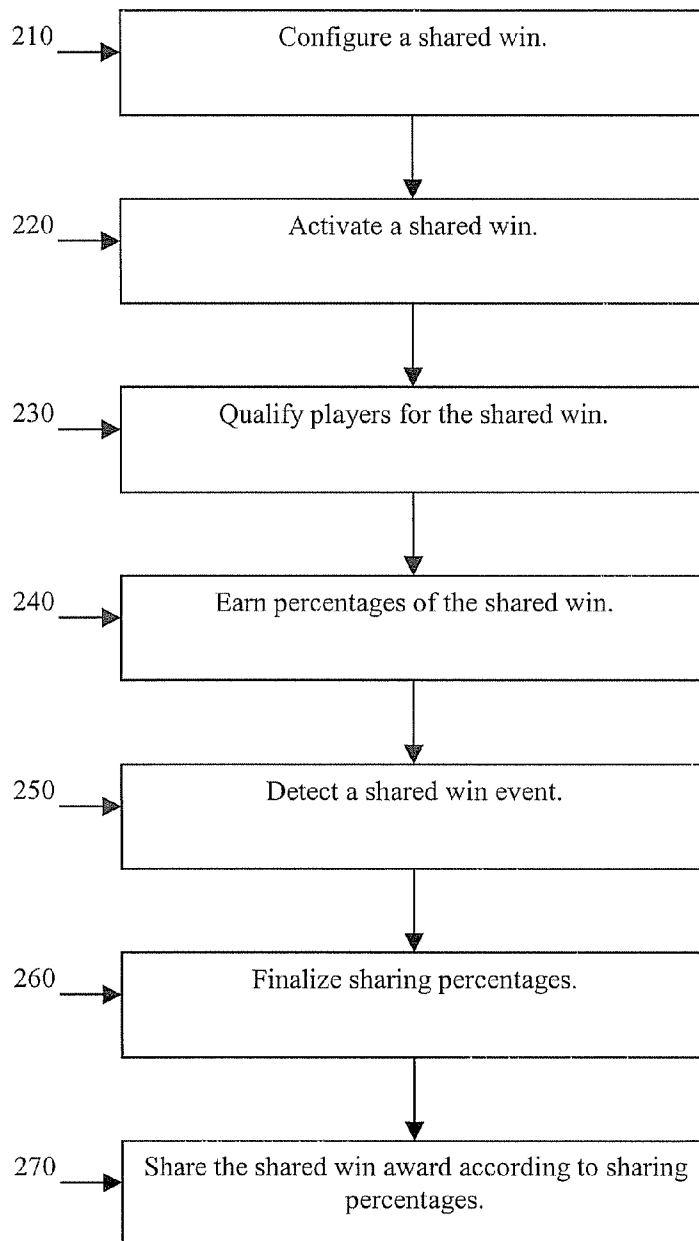 210
Configure a shared win.
220
Activate a shared win.
230
Qualify players for the shared win.
240
Earn percentages of the shared win.
250
Detect a shared win event.
260
Finalize sharing percentages.
270
Share the shared win award according to sharing
percentages.